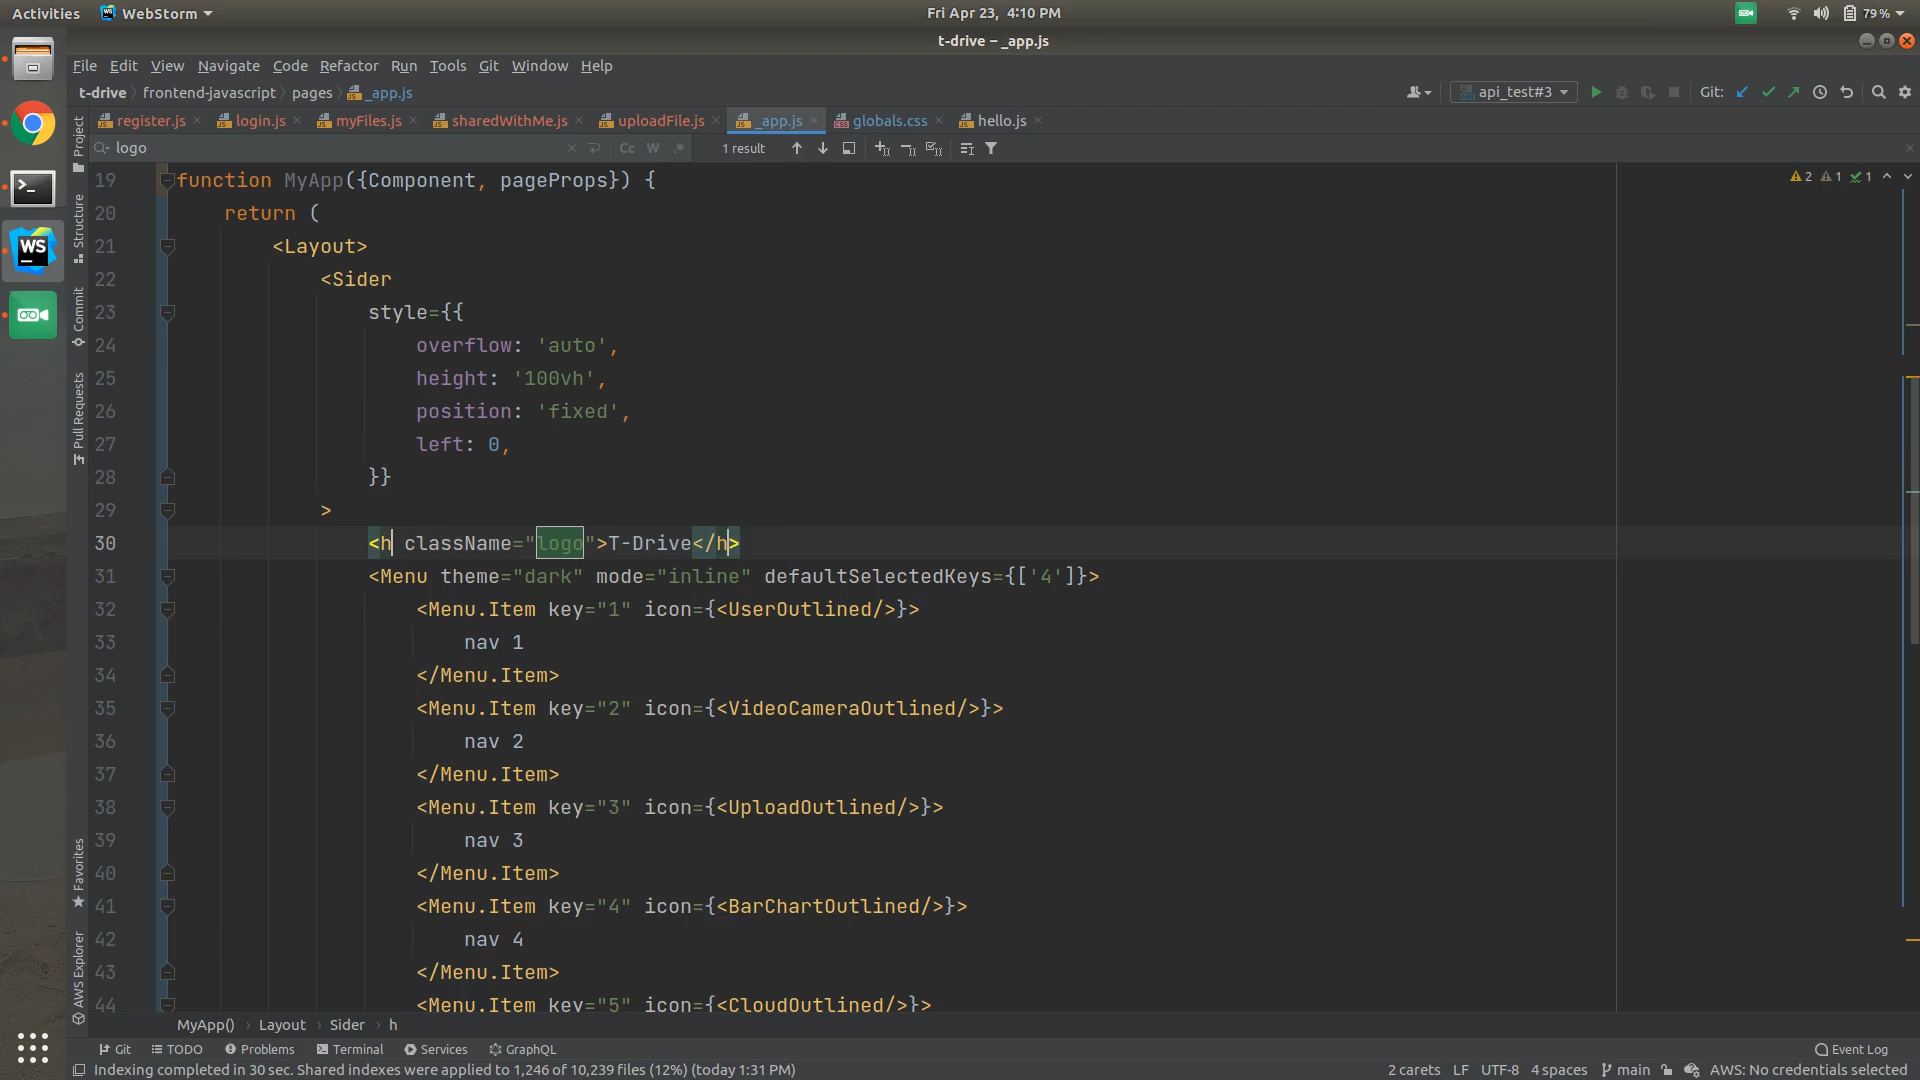 Activities WebStorm Fri Apr 23, 4:10 PM 79 %
t-drive – _app.js
File Edit View Navigate Code Refactor Run Tools Git Window Help
t-drive frontend-javascript pages _app.js api_test#3 Git:
register.js login.js myFiles.js sharedWithMe.js uploadFile.js _app.js globals.css hello.js
logo Cc W .* 1 result
2 1 1
Project
Structure
Commit
Pull Requests
Favorites
AWS Explorer
19 function MyApp({Component, pageProps}) {
20 return (
21 <Layout>
22 <Sider
23 style={{
24 overflow: 'auto',
25 height: '100vh',
26 position: 'fixed',
27 left: 0,
28 }}
29 >
30 <h className="logo">T-Drive</h>
31 <Menu theme="dark" mode="inline" defaultSelectedKeys={['4']}>
32 <Menu.Item key="1" icon={<UserOutlined/>}>
33 nav 1
34 </Menu.Item>
35 <Menu.Item key="2" icon={<VideoCameraOutlined/>}>
36 nav 2
37 </Menu.Item>
38 <Menu.Item key="3" icon={<UploadOutlined/>}>
39 nav 3
40 </Menu.Item>
41 <Menu.Item key="4" icon={<BarChartOutlined/>}>
42 nav 4
43 </Menu.Item>
44 <Menu.Item key="5" icon={<CloudOutlined/>}>
MyApp() Layout Sider h
Git TODO Problems Terminal Services GraphQL Event Log
Indexing completed in 30 sec. Shared indexes were applied to 1,246 of 10,239 files (12%) (today 1:31 PM) 2 carets LF UTF-8 4 spaces main AWS: No credentials selected